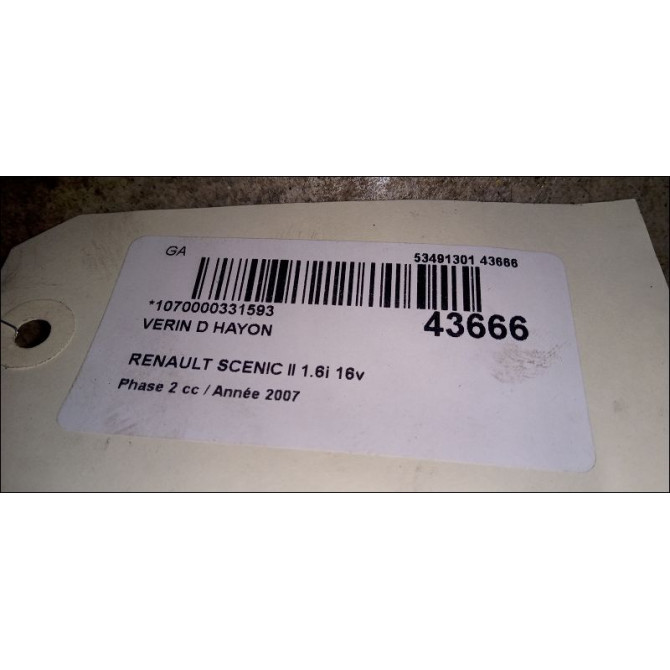 GA
53491301 43666
*1070000331593
43666
VERIN D HAYON
RENAULT SCENIC II 1.6i 16v
Phase 2 cc / Année 2007